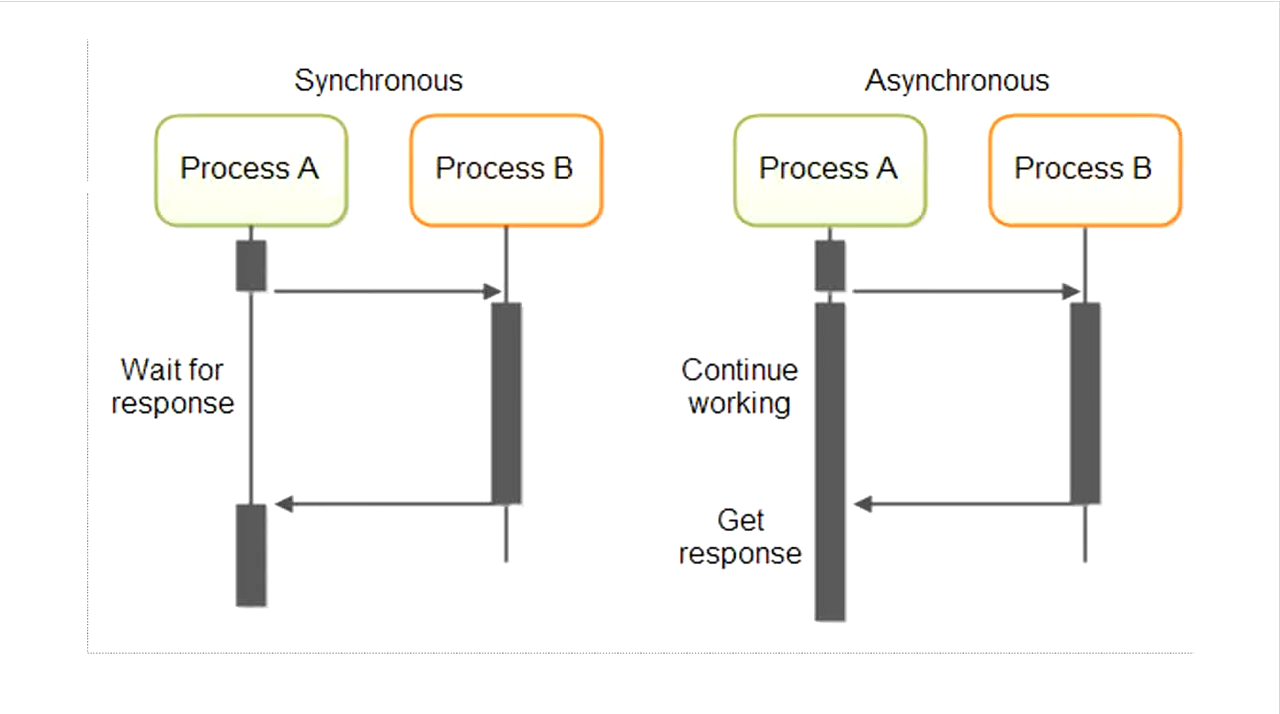 Synchronous
Process A
Process B
Wait for
response
Asynchronous
Process A
Process B
Continue
working
Get
response